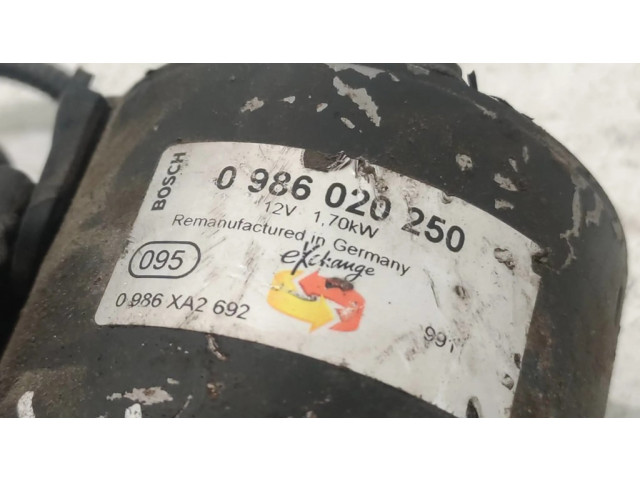 BOSCH
0 986 020 250
12V 1,70kW
Remanufactured in Germany
exchange
095
0 986 XA2 692